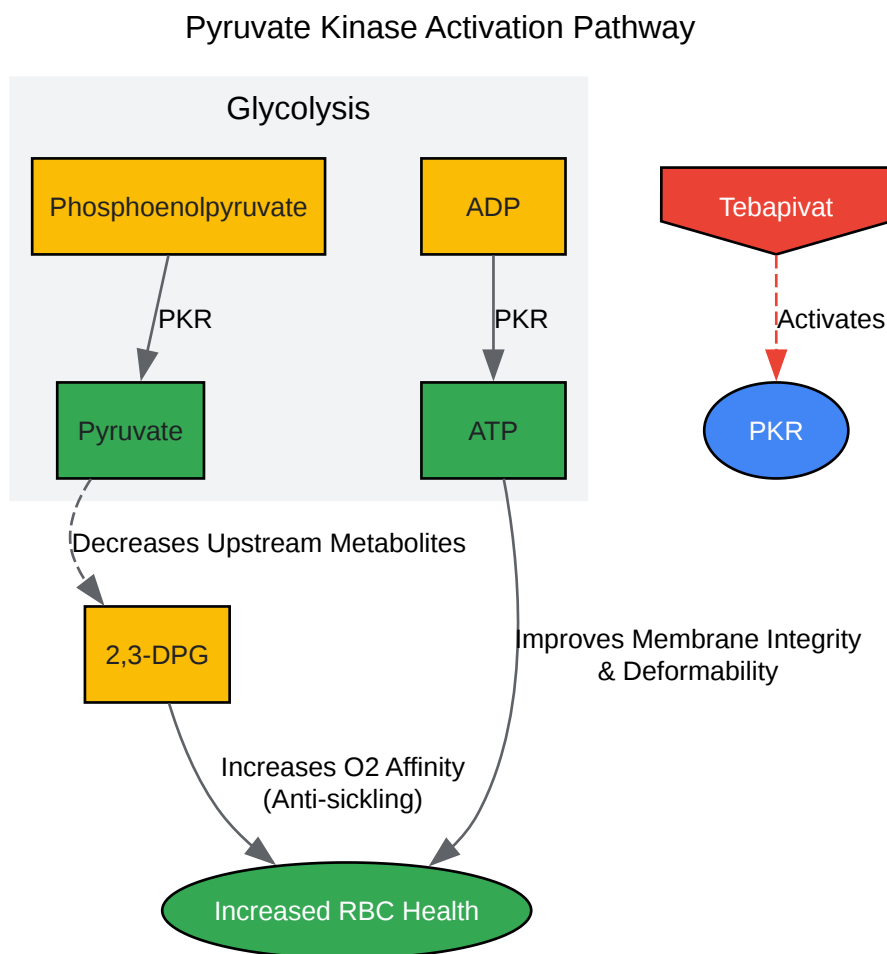 Pyruvate Kinase Activation Pathway
Glycolysis
Phosphoenolpyruvate
ADP
Tebapivat
PKR
PKR
Activates
Pyruvate
ATP
PKR
Decreases Upstream Metabolites
2,3-DPG
Improves Membrane Integrity
& Deformability
Increases O2 Affinity
(Anti-sickling)
Increased RBC Health